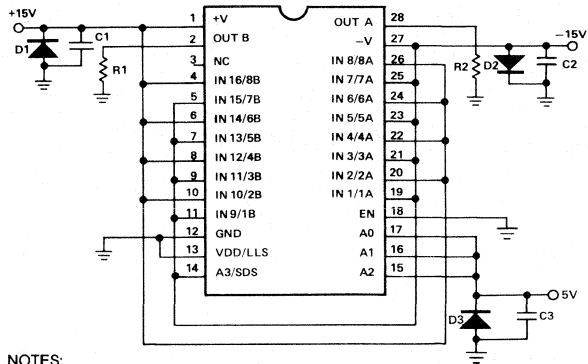 +15V
D1
C1
R1
1
+V
2
OUT B
3
NC
4
IN 16/8B
5
IN 15/7B
6
IN 14/6B
7
IN 13/5B
8
IN 12/4B
9
IN 11/3B
10
IN 10/2B
11
IN 9/1B
12
GND
13
VDD/LLS
14
A3/SDS
OUT A
28
–V
27
IN 8/8A
26
IN 7/7A
25
IN 6/6A
24
IN 5/5A
23
IN 4/4A
22
IN 3/3A
21
IN 2/2A
20
IN 1/1A
19
EN
18
A0
17
A1
16
A2
15
–15V
R2
D2
C2
5V
D3
C3
NOTES: